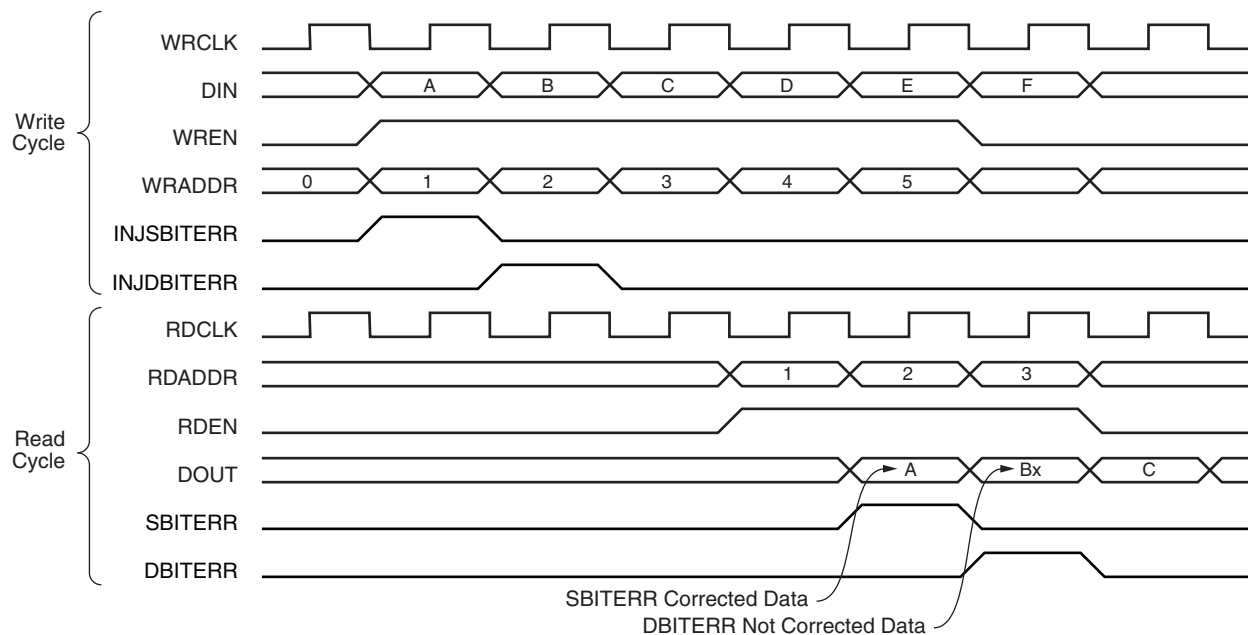 WRCLK
DIN A B C D E F
Write
Cycle
WREN
WRADDR 0 1 2 3 4 5
INJSBITERR
INJDBITERR
RDCLK
RDADDR 1 2 3
Read
Cycle
RDEN
DOUT A Bx C
SBITERR
DBITERR
SBITERR Corrected Data
DBITERR Not Corrected Data